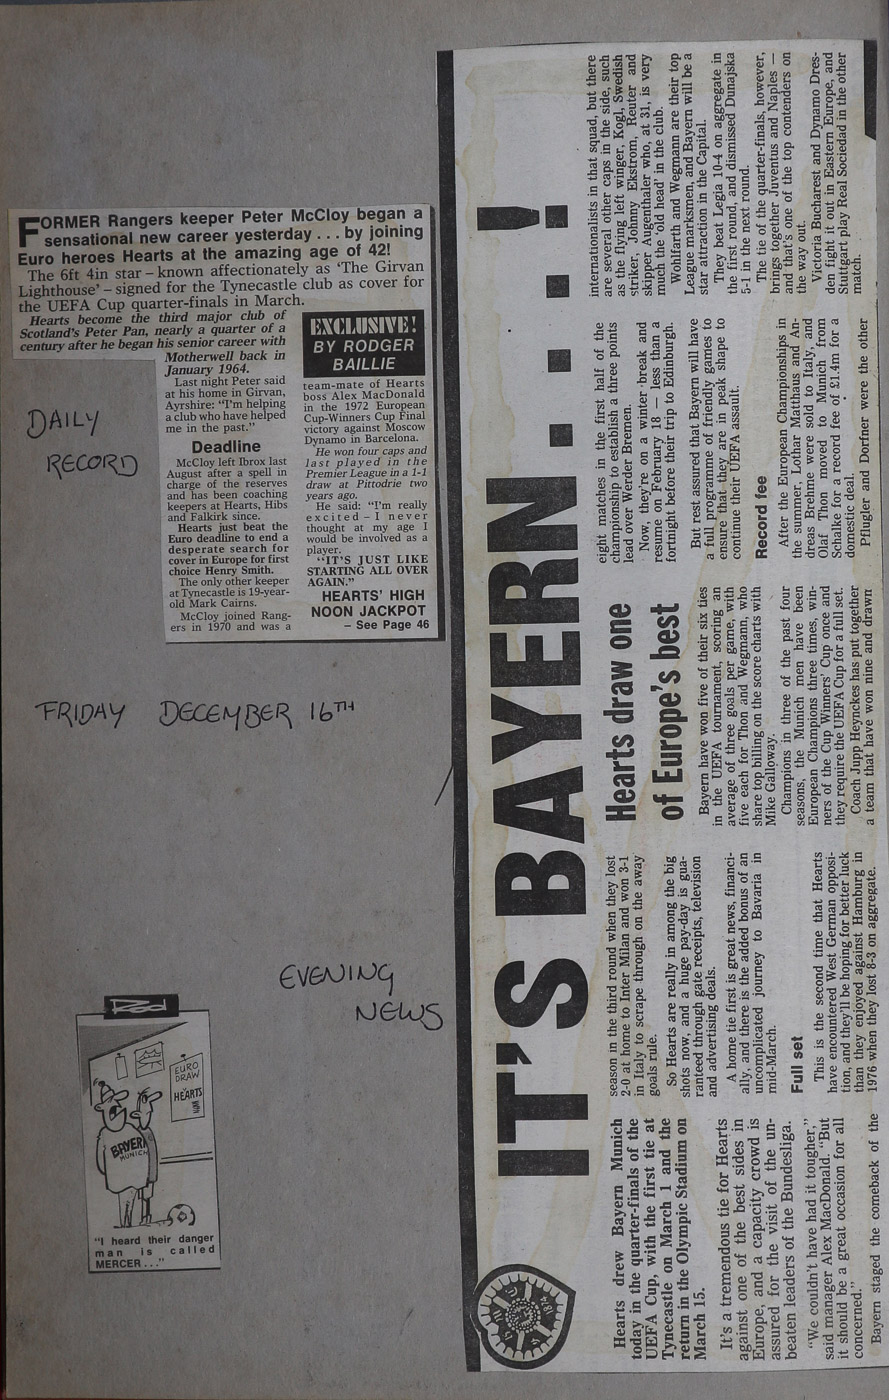 FORMER Rangers keeper Peter McCloy began a
sensational new career yesterday . . . by joining
Euro heroes Hearts at the amazing age of 42!
The 6ft 4in star – known affectionately as ‘The Girvan
Lighthouse’ – signed for the Tynecastle club as cover for
the UEFA Cup quarter-finals in March.
Hearts become the third major club of
Scotland's Peter Pan, nearly a quarter of a
century after he began his senior career with
Motherwell back in
January 1964.
Last night Peter said
at his home in Girvan,
Ayrshire: "I'm helping
a club who have helped
me in the past."
Deadline
McCloy left Ibrox last
August after a spell in
charge of the reserves
and has been coaching
keepers at Hearts, Hibs
and Falkirk since.
Hearts just beat the
Euro deadline to end a
desperate search for
cover in Europe for first
choice Henry Smith.
The only other keeper
at Tynecastle is 19-year-
old Mark Cairns.
McCloy joined Rang-
ers in 1970 and was a
EXCLUSIVE!
BY RODGER
BAILLIE
team-mate of Hearts
boss Alex MacDonald
in the 1972 European
Cup-Winners Cup Final
victory against Moscow
Dynamo in Barcelona.
He won four caps and
last played in the
Premier League in a 1-1
draw at Pittodrie two
years ago.
He said: "I'm really
excited – I never
thought at my age I
would be involved as a
player.
"IT'S JUST LIKE
STARTING ALL OVER
AGAIN."
HEARTS' HIGH
NOON JACKPOT
– See Page 46
DAILY
RECORD
FRIDAY DECEMBER 16TH
EVENING
NEWS
Rod
EURO
DRAW
HEARTS
BAYERN
MUNICH
"I heard their danger
man is called
MERCER . . ."
IT'S BAYERN . . . !
Hearts drew Bayern Munich
today in the quarter-finals of the
UEFA Cup, with the first tie at
Tynecastle on March 1 and the
return in the Olympic Stadium on
March 15.
It's a tremendous tie for Hearts
against one of the best sides in
Europe, and a capacity crowd is
assured for the visit of the un-
beaten leaders of the Bundesliga.
"We couldn't have had it tougher,"
said manager Alex MacDonald. "But
it should be a great occasion for all
concerned."
Bayern staged the comeback of the
season in the third round when they lost
2-0 at home to Inter Milan and won 3-1
in Italy to scrape through on the away
goals rule.
So Hearts are really in among the big
shots now, and a huge pay-day is gua-
ranteed through gate receipts, television
and advertising deals.
A home tie first is great news, financi-
ally, and there is the added bonus of an
uncomplicated journey to Bavaria in
mid-March.
Full set
This is the second time that Hearts
have encountered West German opposi-
tion, and they'll be hoping for better luck
than they enjoyed against Hamburg in
1976 when they lost 8-3 on aggregate.
Hearts draw one
of Europe's best
Bayern have won five of their six ties
in the UEFA tournament, scoring an
average of three goals per game, with
five each for Thon and Wegmann, who
share top billing on the score charts with
Mike Galloway.
Champions in three of the past four
seasons, the Munich men have been
European Champions three times, win-
ners of the Cup Winners' Cup once and
they require the UEFA Cup for a full set.
Coach Jupp Heynckes has put together
a team that have won nine and drawn
eight matches in the first half of the
championship to establish a three points
lead over Werder Bremen.
Now, they're on a winter break and
resume on February 18 — less than a
fortnight before their trip to Edinburgh.
But rest assured that Bayern will have
a full programme of friendly games to
ensure that they are in peak shape to
continue their UEFA assault.
Record fee
After the European Championships in
the summer, Lothar Matthaus and An-
dreas Brehme were sold to Italy, and
Olaf Thon moved to Munich from
Schalke for a record fee of £1.4m for a
domestic deal.
Pflugler and Dorfner were the other
internationalists in that squad, but there
are several other caps in the side, such
as the flying left winger, Kogl, Swedish
striker, Johnny Ekstrom, Reuter and
skipper Augenthaler who, at 31, is very
much the 'old head' in the club.
Wohlfarth and Wegmann are their top
League marksmen, and Bayern will be a
star attraction in the Capital.
They beat Legia 10-4 on aggregate in
the first round, and dismissed Dunajska
5-1 in the next round.
The tie of the quarter-finals, however,
brings together Juventus and Naples —
and that's one of the top contenders on
the way out.
Victoria Bucharest and Dynamo Dres-
den fight it out in Eastern Europe, and
Stuttgart play Real Sociedad in the other
match.